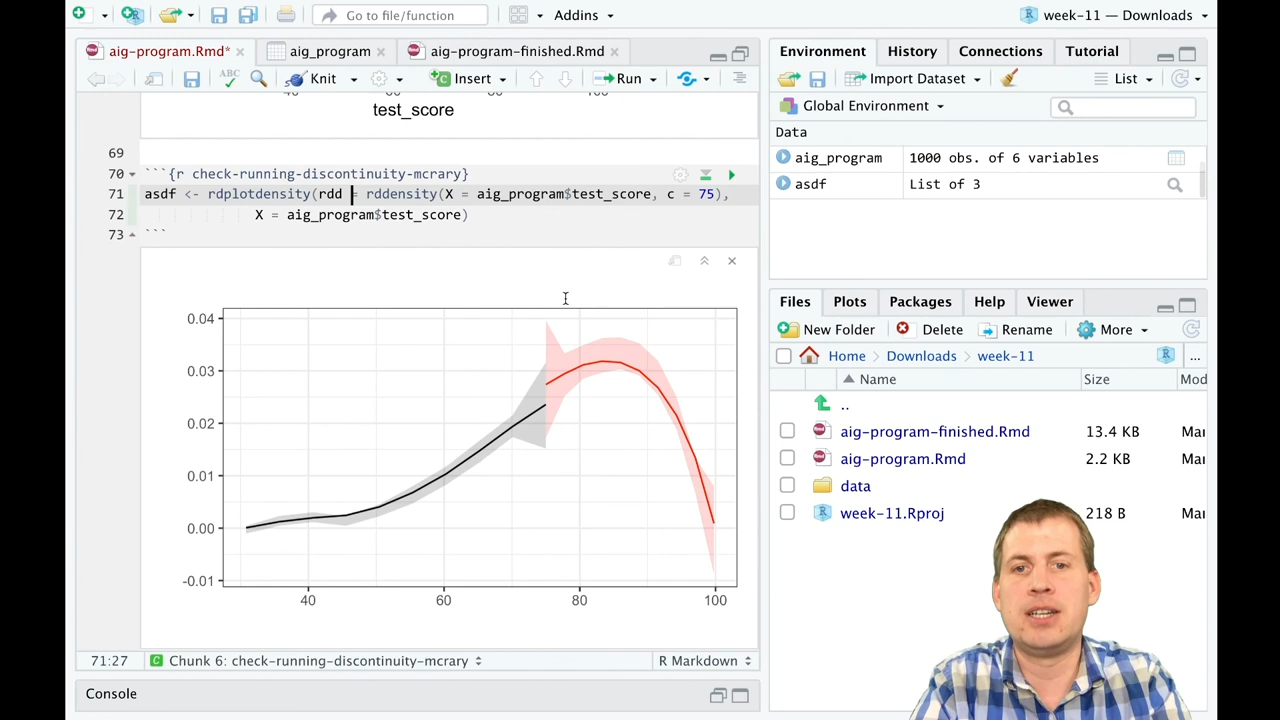 Go to file/function
Addins
week-11 — Downloads
aig-program.Rmd*
aig_program
aig-program-finished.Rmd
Knit
Insert
Run
test_score
69
70 ```{r check-running-discontinuity-mcrary}
71 asdf <- rdplotdensity(rdd = rddensity(X = aig_program$test_score, c = 75),
72 X = aig_program$test_score)
73 ```
0.04
0.03
0.02
0.01
0.00
-0.01
40 60 80 100
71:27
C Chunk 6: check-running-discontinuity-mcrary
R Markdown
Console
Environment History Connections Tutorial
Import Dataset
List
Global Environment
Data
aig_program 1000 obs. of 6 variables
asdf List of 3
Files Plots Packages Help Viewer
New Folder Delete Rename More
Home > Downloads > week-11
...
Name Size Mod
..
aig-program-finished.Rmd 13.4 KB Mar
aig-program.Rmd 2.2 KB Mar
data
week-11.Rproj 218 B Mar